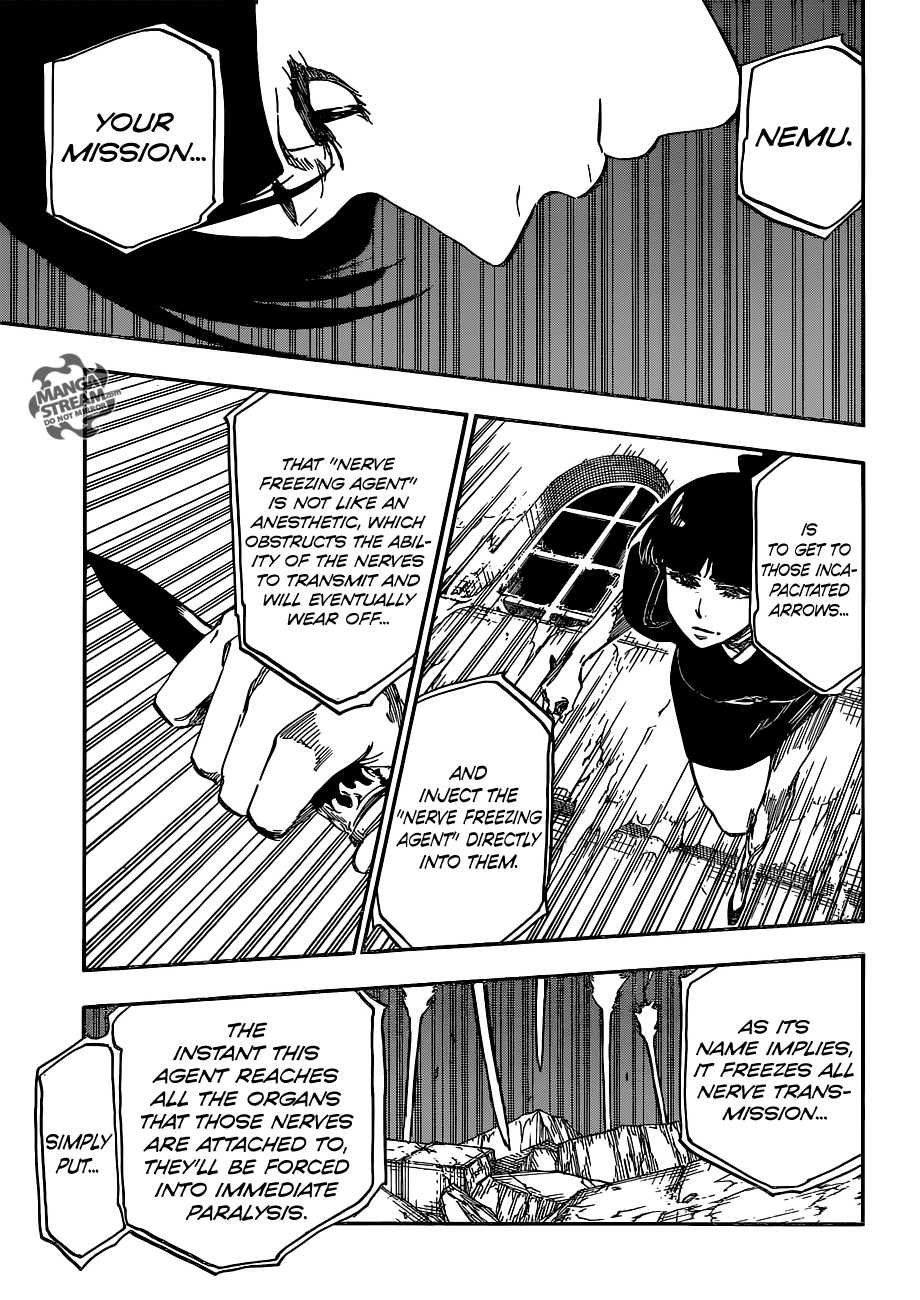 NEMU.
YOUR
MISSION...
MANGA
STREAM.com
DO NOT MIRROR
IS
TO GET TO
THOSE INCA-
PACITATED
ARROWS...
AND
INJECT THE
"NERVE FREEZING
AGENT" DIRECTLY
INTO THEM.
THAT "NERVE
FREEZING AGENT"
IS NOT LIKE AN
ANESTHETIC, WHICH
OBSTRUCTS THE ABIL-
ITY OF THE NERVES
TO TRANSMIT AND
WILL EVENTUALLY
WEAR OFF...
AS ITS
NAME IMPLIES,
IT FREEZES ALL
NERVE TRANS-
MISSION...
THE
INSTANT THIS
AGENT REACHES
ALL THE ORGANS
THAT THOSE NERVES
ARE ATTACHED TO,
THEY'LL BE FORCED
INTO IMMEDIATE
PARALYSIS.
SIMPLY
PUT...